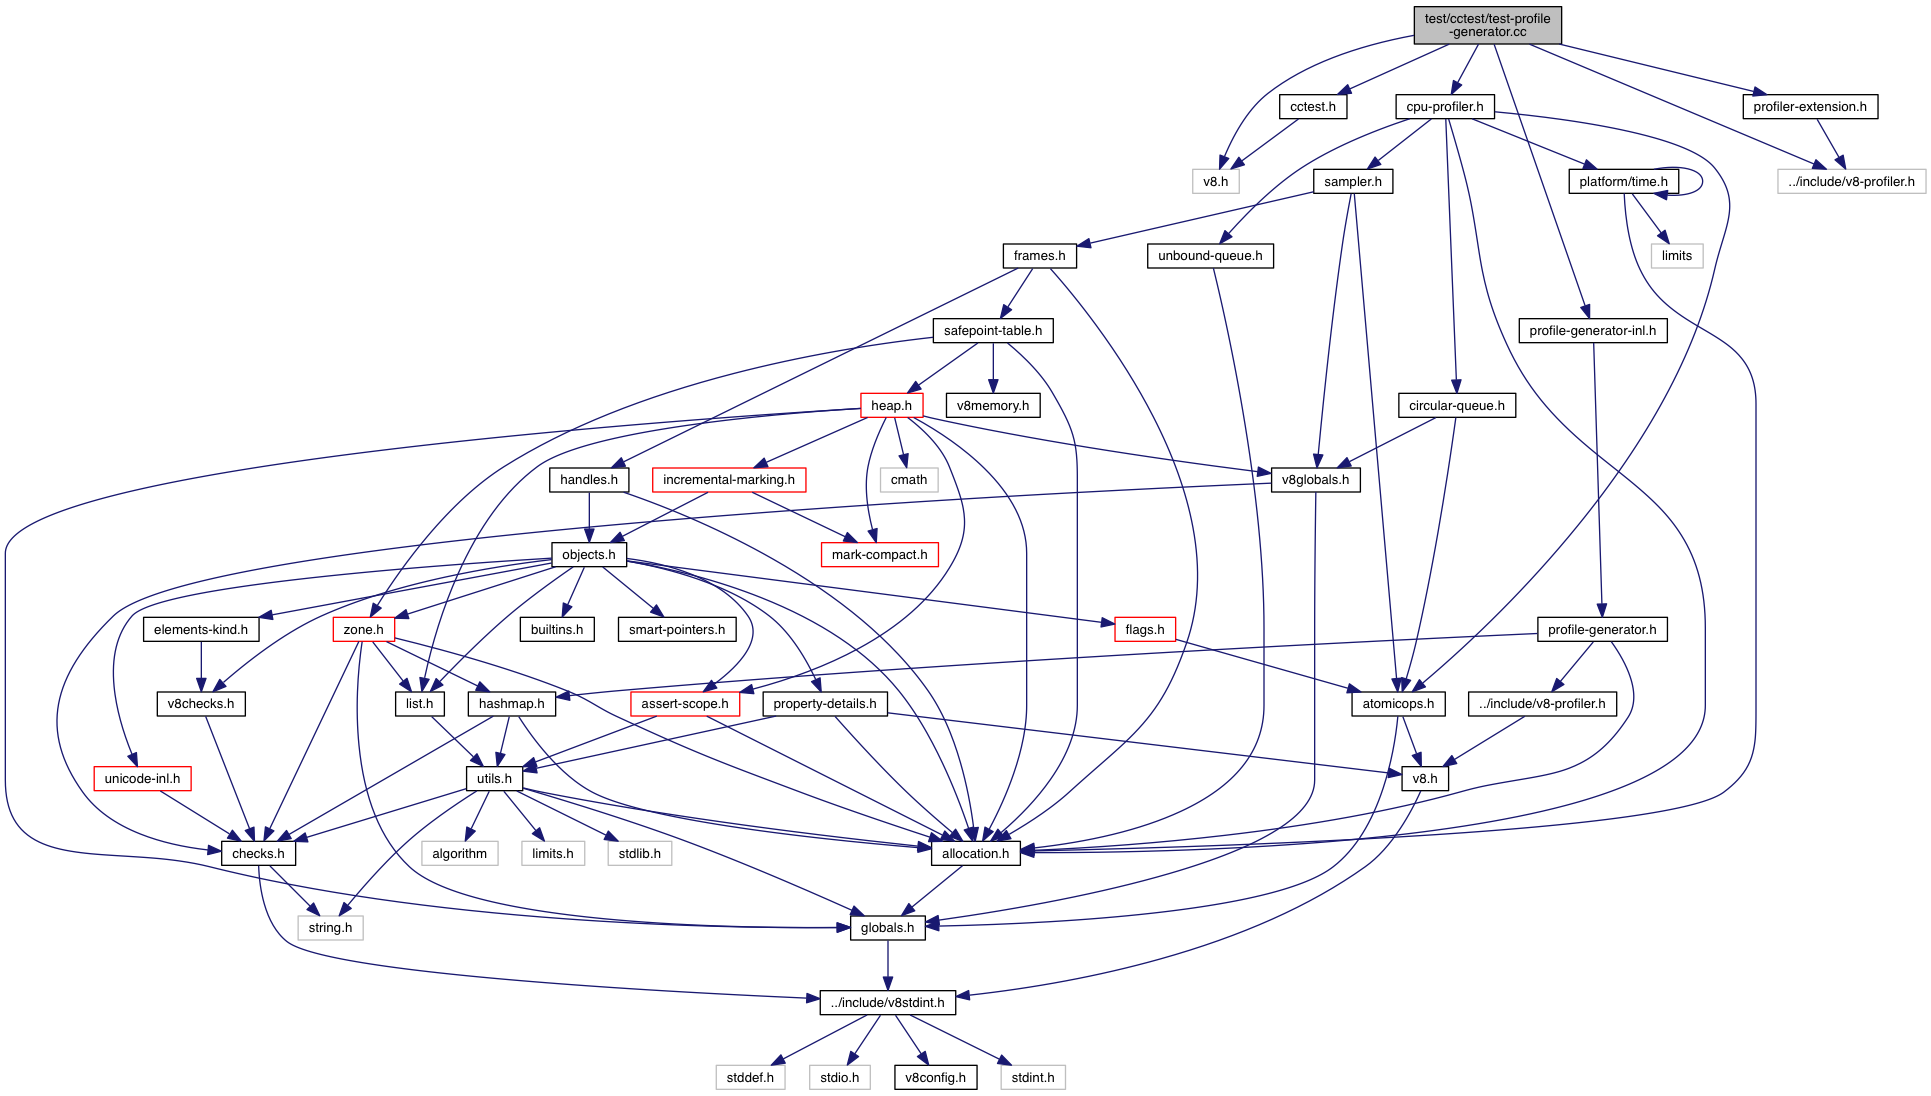 test/cctest/test-profile
-generator.cc
cctest.h
cpu-profiler.h
profiler-extension.h
v8.h
sampler.h
platform/time.h
../include/v8-profiler.h
frames.h
unbound-queue.h
limits
safepoint-table.h
profile-generator-inl.h
heap.h
v8memory.h
circular-queue.h
handles.h
incremental-marking.h
cmath
v8globals.h
objects.h
mark-compact.h
elements-kind.h
zone.h
builtins.h
smart-pointers.h
flags.h
profile-generator.h
v8checks.h
list.h
hashmap.h
assert-scope.h
property-details.h
atomicops.h
../include/v8-profiler.h
unicode-inl.h
utils.h
v8.h
checks.h
algorithm
limits.h
stdlib.h
allocation.h
string.h
globals.h
../include/v8stdint.h
stddef.h
stdio.h
v8config.h
stdint.h